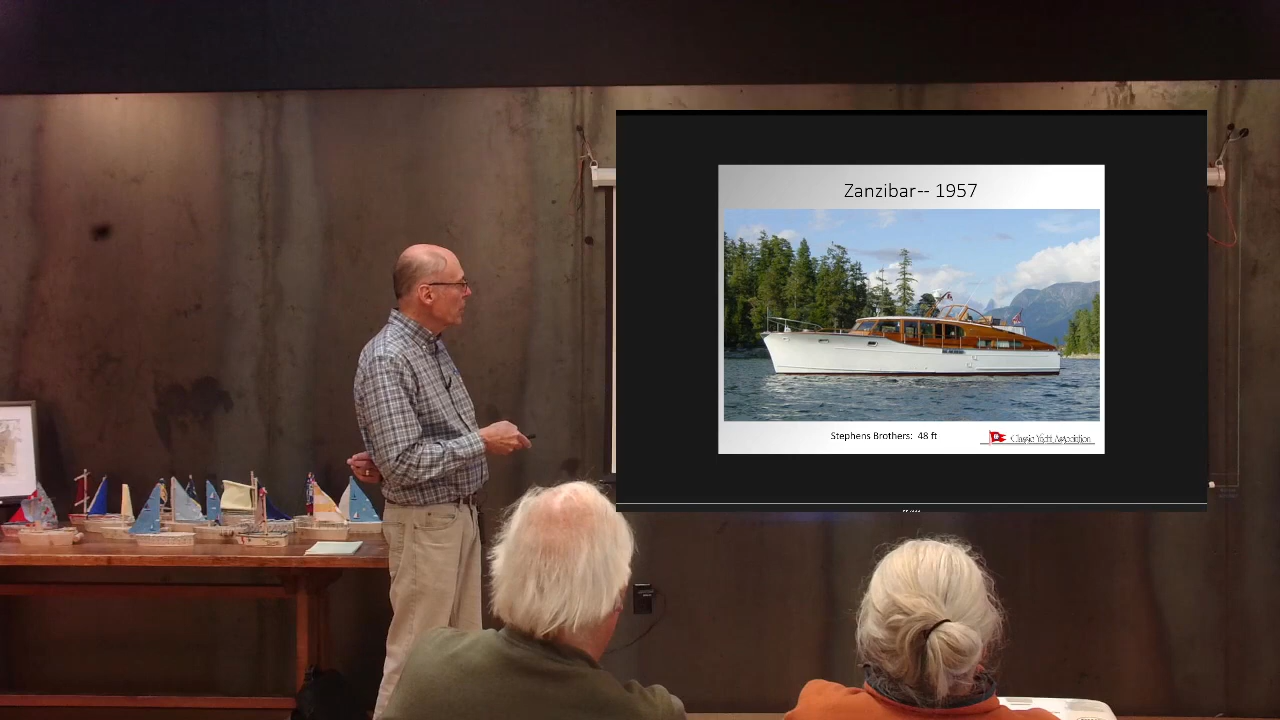 Zanzibar-- 1957
Stephens Brothers: 48 ft
Classic Yacht Association